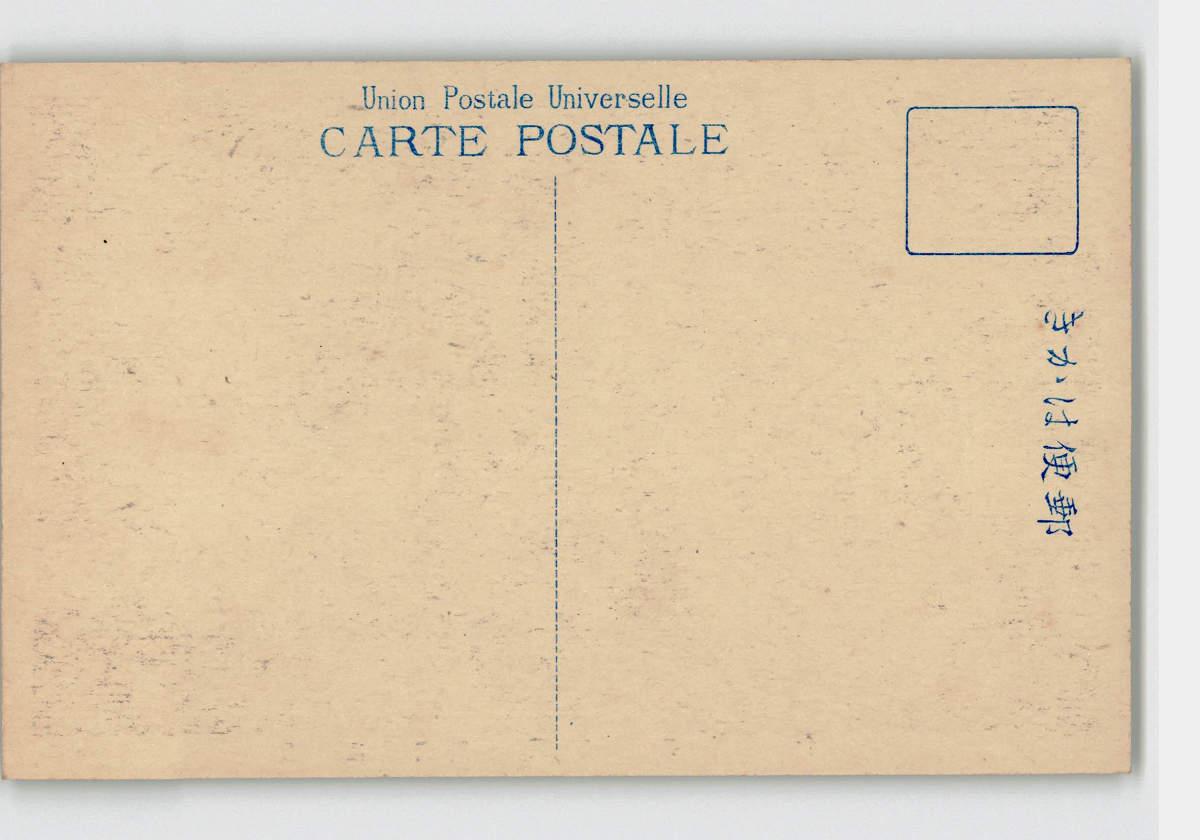 Union Postale Universelle
CARTE POSTALE
郵便はがき